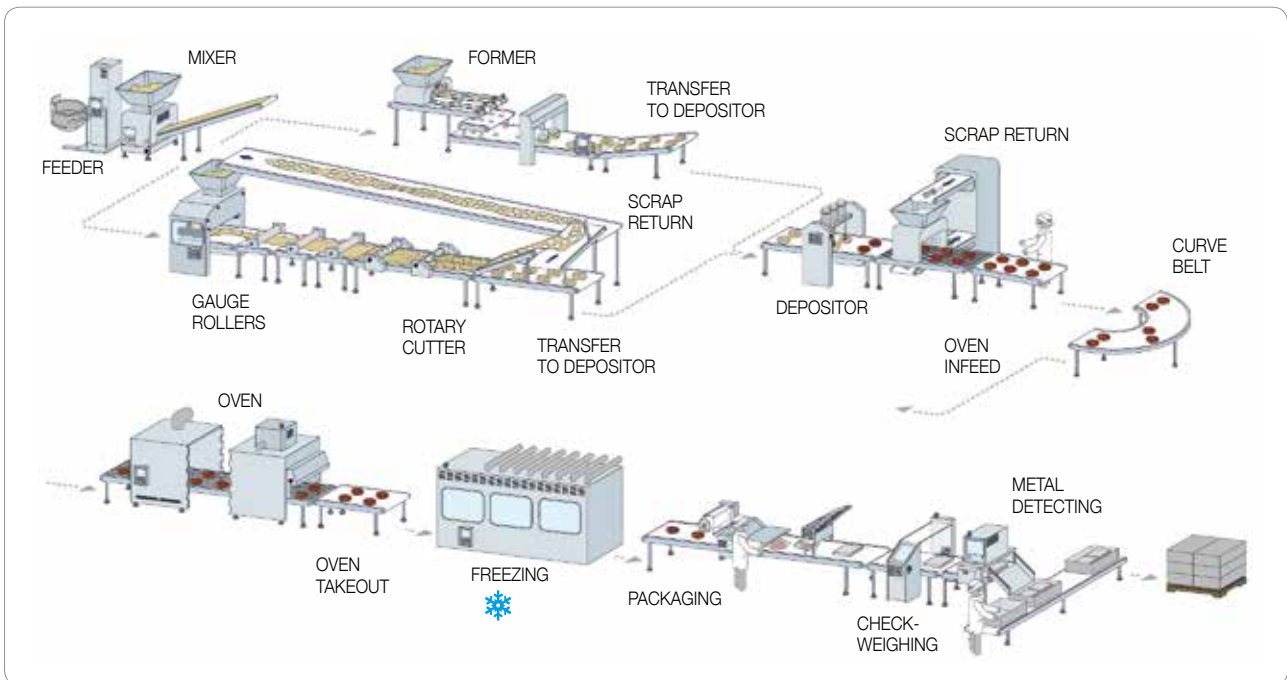 MIXER
FORMER
TRANSFER
TO DEPOSITOR
FEEDER
SCRAP RETURN
SCRAP
RETURN
CURVE
BELT
GAUGE
ROLLERS
ROTARY
CUTTER
TRANSFER
TO DEPOSITOR
DEPOSITOR
OVEN
INFEED
OVEN
OVEN
TAKEOUT
FREEZING
PACKAGING
CHECK-
WEIGHING
METAL
DETECTING